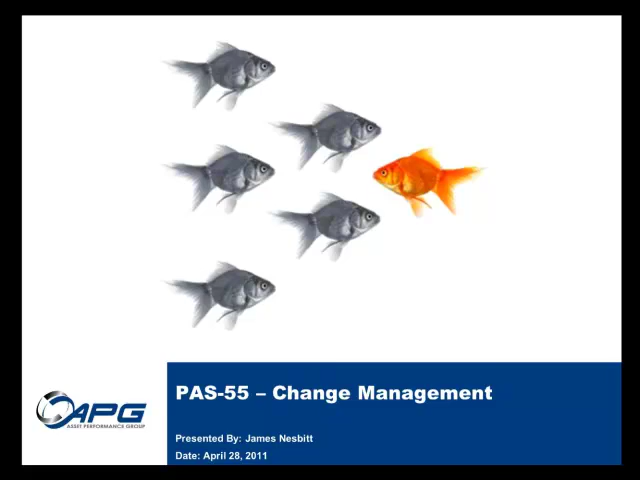 PAS-55 – Change Management
APG
ASSET PERFORMANCE GROUP
Presented By: James Nesbitt
Date: April 28, 2011